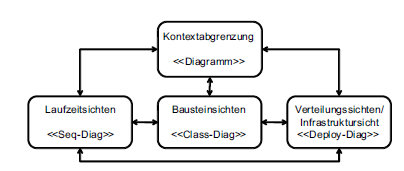 Kontextabgrenzung
<<Diagramm>>
Laufzeitsichten
<<Seq-Diag>>
Bausteinsichten
<<Class-Diag>>
Verteilungssichten/
Infrastruktursicht
<<Deploy-Diag>>